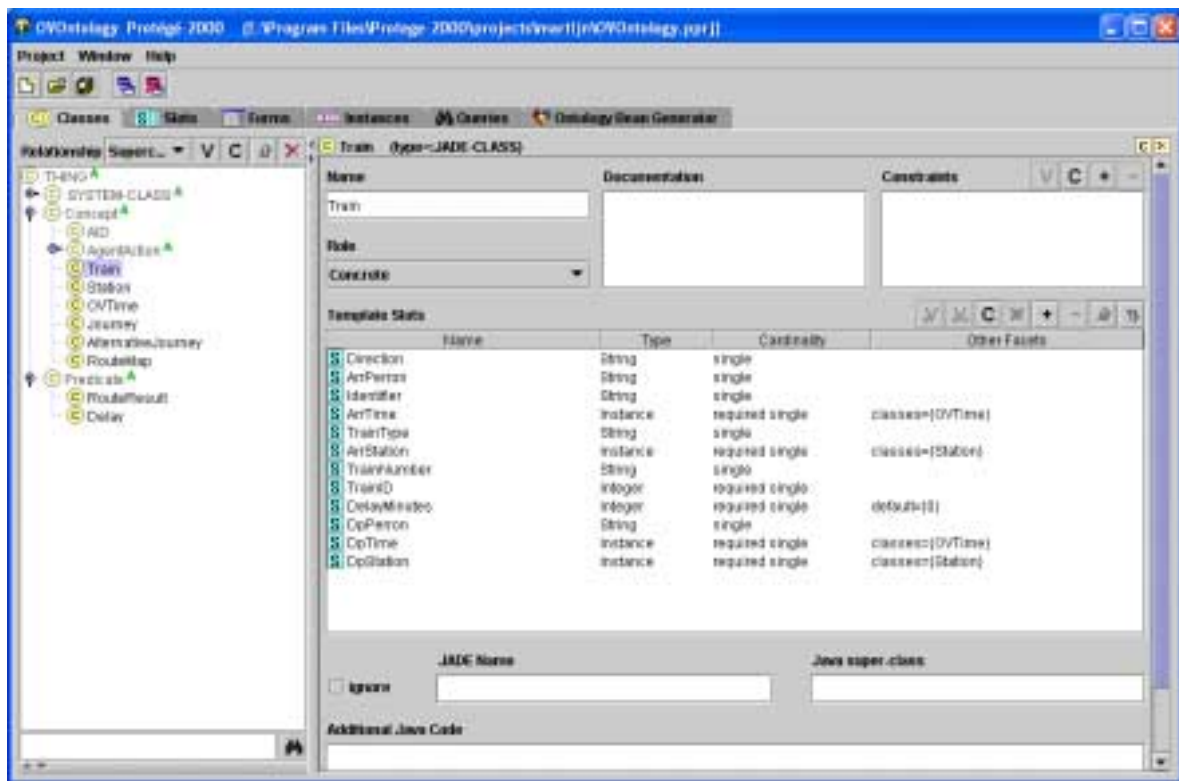 OVOntology Protégé 2000 (E:\Program Files\Protege 2000\projects\martijn\OVOntology.pprj)
Project Window Help
Classes Slots Forms Instances Queries Ontology Bean Generator
Relationship Superc... V C
THING A
SYSTEM-CLASS A
Concept A
AID
AgentAction A
Train
Station
OVTime
Journey
AlternativeJourney
RouteMap
Predicate A
RouteResult
Delay
Train (type=:JADE-CLASS)
Name Documentation Constraints V C + -
Train
Role
Concrete
Template Slots V C + -
Name Type Cardinality Other Facets
S Direction String single
S ArrPerron String single
S Identifier String single
S ArrTime Instance required single classes={OVTime}
S TrainType String single
S ArrStation Instance required single classes={Station}
S TrainNumber String single
S TrainID Integer required single
S DelayMinutes Integer required single default={0}
S DpPerron String single
S DpTime Instance required single classes={OVTime}
S DpStation Instance required single classes={Station}
JADE Name Java super.class
Ignore
Additional Java Code